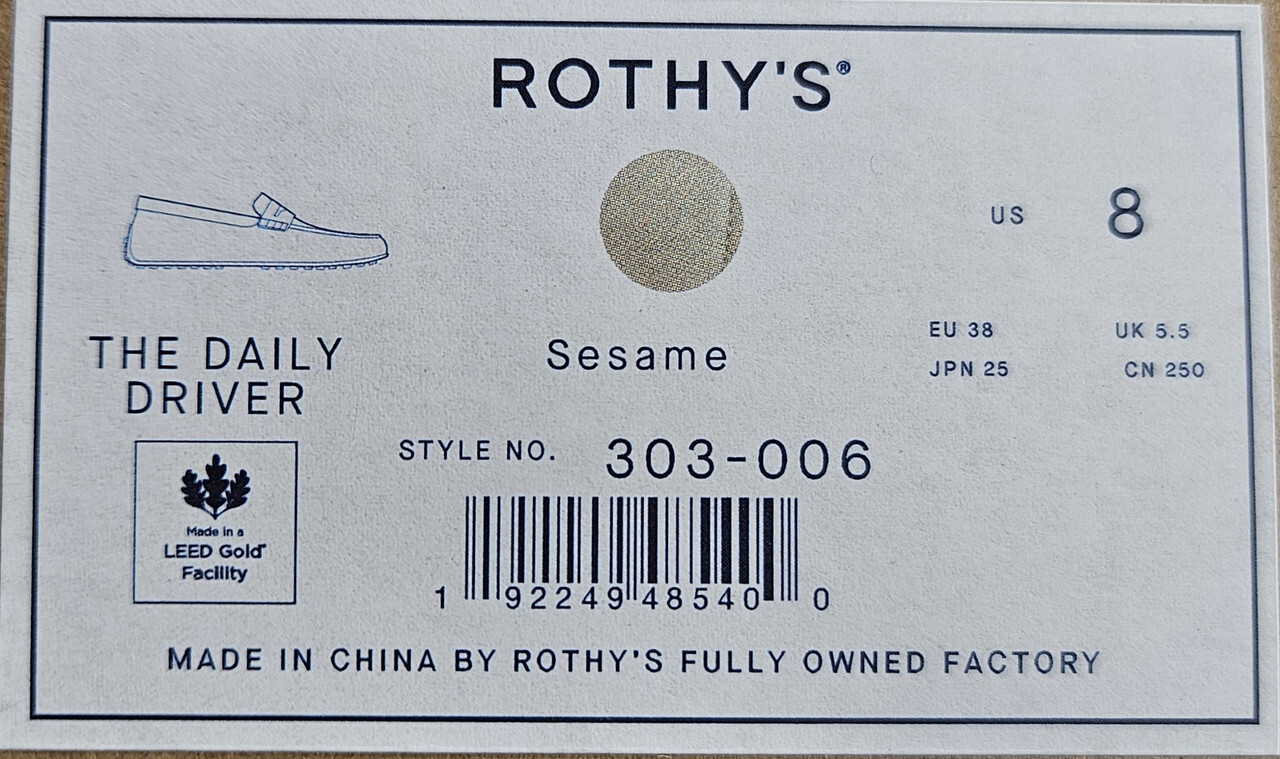 ROTHY'S®
US 8
EU 38 UK 5.5
JPN 25 CN 250
THE DAILY
DRIVER
Sesame
STYLE NO. 303-006
1 92249 48540 0
Made in a
LEED Gold®
Facility
MADE IN CHINA BY ROTHY'S FULLY OWNED FACTORY